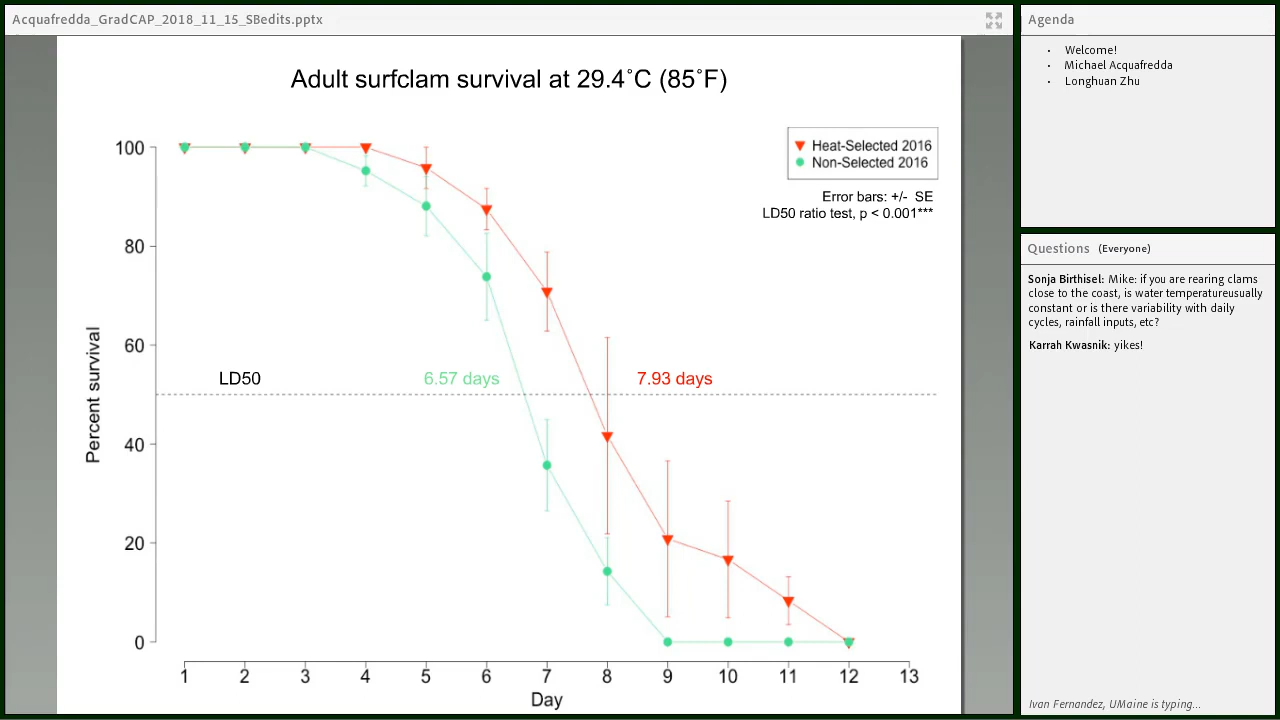 Acquafredda_GradCAP_2018_11_15_SBedits.pptx
Adult surfclam survival at 29.4˚C (85˚F)
Heat-Selected 2016
Non-Selected 2016
Error bars: +/- SE
LD50 ratio test, p < 0.001***
Percent survival
100
80
60
40
20
0
LD50
6.57 days
7.93 days
1 2 3 4 5 6 7 8 9 10 11 12 13
Day
Agenda
• Welcome!
• Michael Acquafredda
• Longhuan Zhu
Questions (Everyone)
Sonja Birthisel: Mike: if you are rearing clams
close to the coast, is water temperatureusually
constant or is there variability with daily
cycles, rainfall inputs, etc?
Karrah Kwasnik: yikes!
Ivan Fernandez, UMaine is typing...